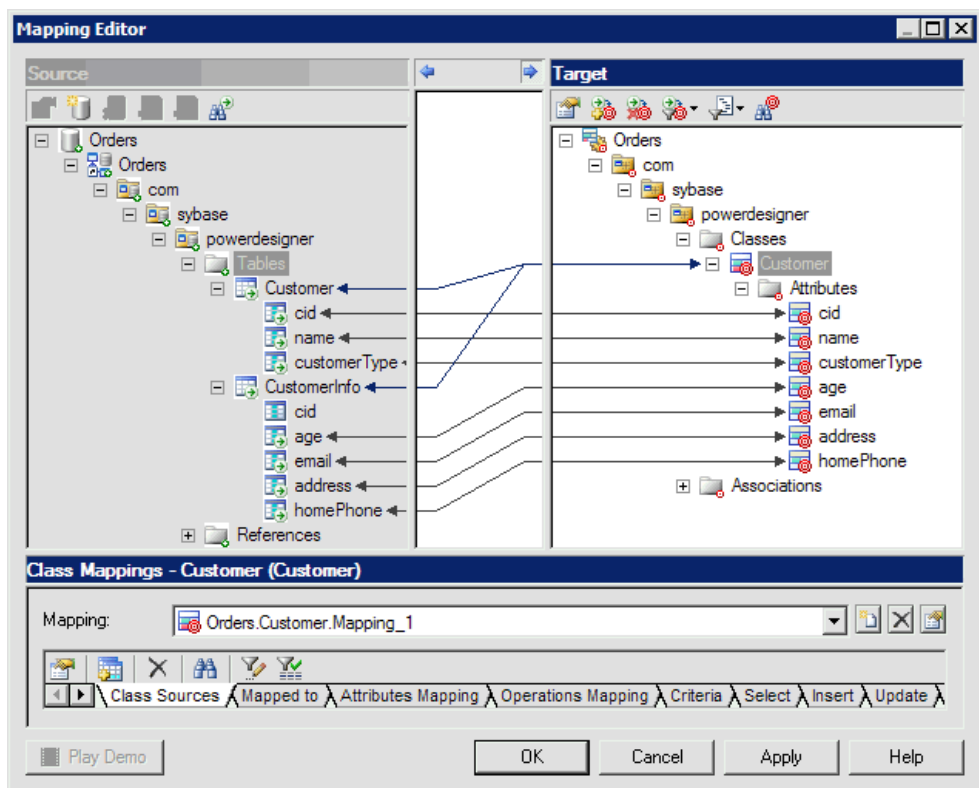 Mapping Editor
Source
Target
Orders
Orders
com
sybase
powerdesigner
Tables
Customer
cid
name
customerType
CustomerInfo
cid
age
email
address
homePhone
References
Orders
com
sybase
powerdesigner
Classes
Customer
Attributes
cid
name
customerType
age
email
address
homePhone
Associations
Class Mappings - Customer (Customer)
Mapping: Orders.Customer.Mapping_1
Class Sources Mapped to Attributes Mapping Operations Mapping Criteria Select Insert Update
Play Demo OK Cancel Apply Help